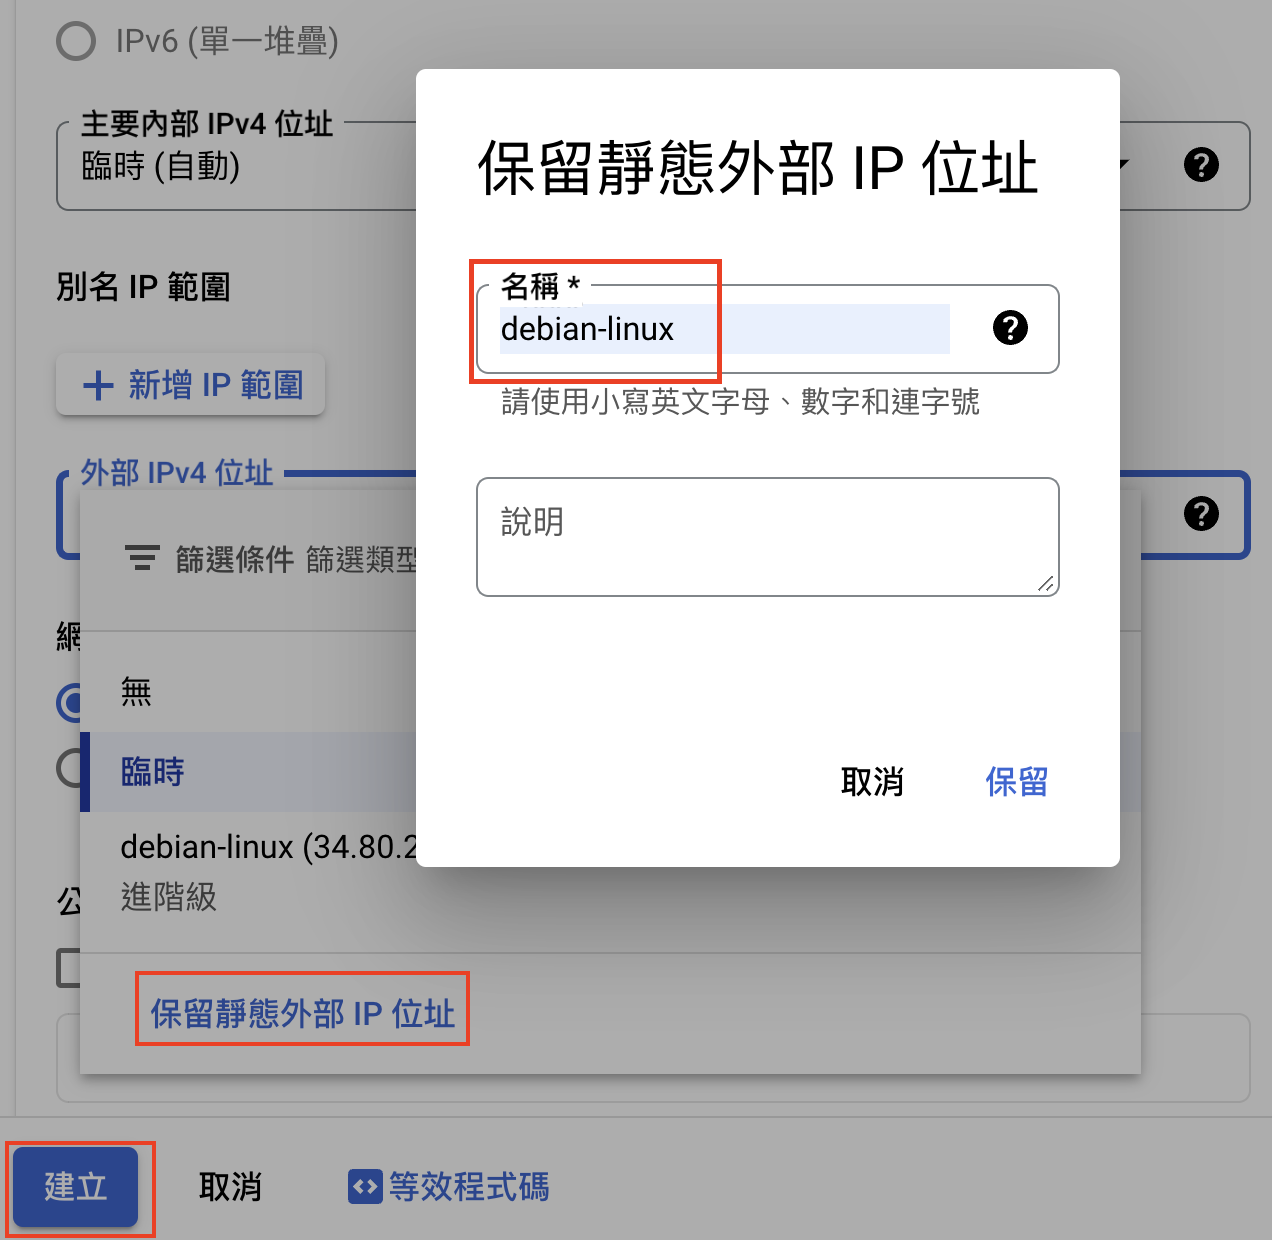 IPv6 (單一堆疊)
主要內部 IPv4 位址
臨時 (自動)
別名 IP 範圍
新增 IP 範圍
外部 IPv4 位址
篩選條件 篩選類型
網
無
臨時
debian-linux (34.80.2
進階級
公
保留靜態外部 IP 位址
保留靜態外部 IP 位址
名稱 *
debian-linux
請使用小寫英文字母、數字和連字號
說明
取消
保留
建立
取消
等效程式碼